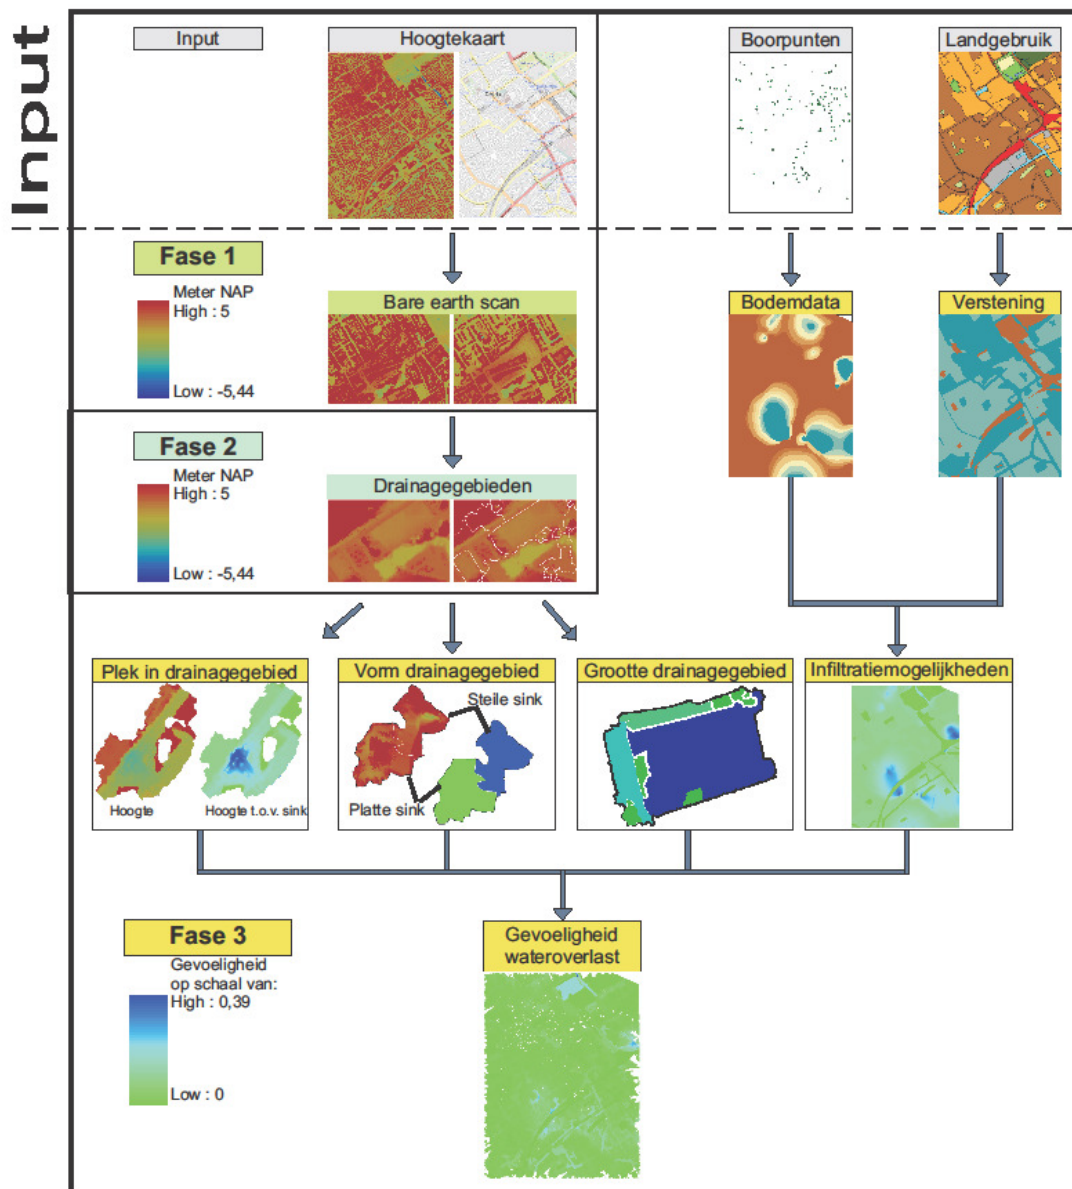 Input
Input
Hoogtekaart
Boorpunten
Landgebruik
Fase 1
Meter NAP
High : 5
Low : -5,44
Bare earth scan
Bodemdata
Verstening
Fase 2
Meter NAP
High : 5
Low : -5,44
Drainagegebieden
Plek in drainagegebied
Hoogte
Hoogte t.o.v. sink
Vorm drainagegebied
Steile sink
Platte sink
Grootte drainagegebied
Infiltratiemogelijkheden
Fase 3
Gevoeligheid
op schaal van:
High : 0,39
Low : 0
Gevoeligheid
wateroverlast